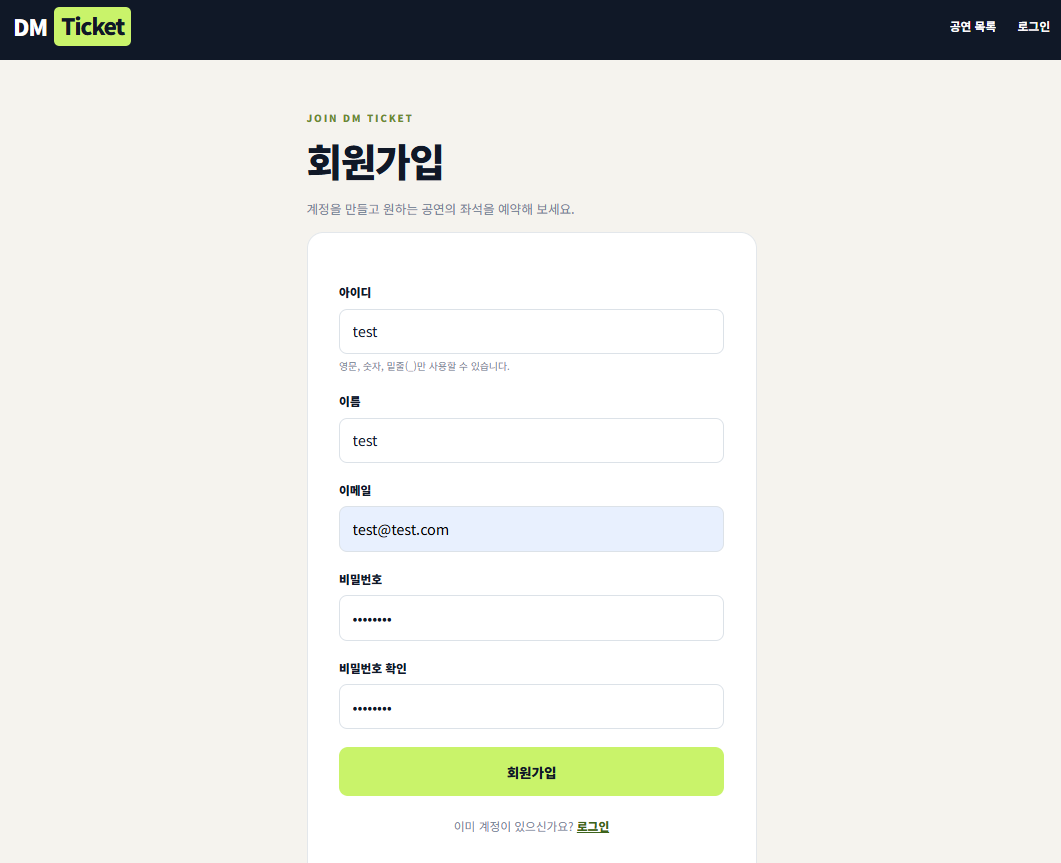 DM Ticket
공연 목록 로그인
JOIN DM TICKET
회원가입
계정을 만들고 원하는 공연의 좌석을 예약해 보세요.
아이디
test
영문, 숫자, 밑줄(_)만 사용할 수 있습니다.
이름
test
이메일
test@test.com
비밀번호
••••••••
비밀번호 확인
••••••••
회원가입
이미 계정이 있으신가요? 로그인